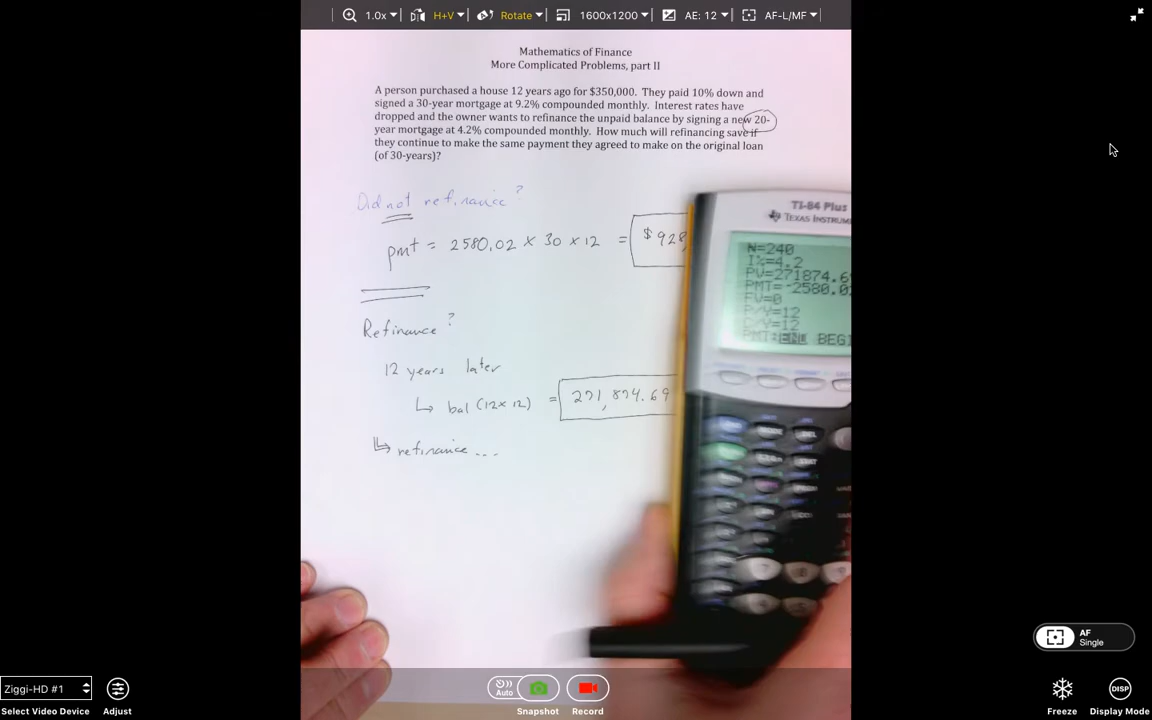 1.0x H+V Rotate 1600x1200 AE: 12 AF-L/MF
Mathematics of Finance
More Complicated Problems, part II
A person purchased a house 12 years ago for $350,000. They paid 10% down and
signed a 30-year mortgage at 9.2% compounded monthly. Interest rates have
dropped and the owner wants to refinance the unpaid balance by signing a new 20-
year mortgage at 4.2% compounded monthly. How much will refinancing save if
they continue to make the same payment they agreed to make on the original loan
(of 30-years)?
Did not refinance?
pmt = 2580.02 × 30 × 12 = $928,
Refinance?
12 years later
↳ bal (12×12) = 271,874.69
↳ refinance...
TI-84 Plus
TEXAS INSTRUM
N=240
I%=4.2
PV=271874.6
PMT=-2580.0
FV=0
P/Y=12
C/Y=12
PMT:END BEG
AF
Single
Ziggi-HD #1
Select Video Device
Adjust
Auto
Snapshot
Record
Freeze
DISP
Display Mode